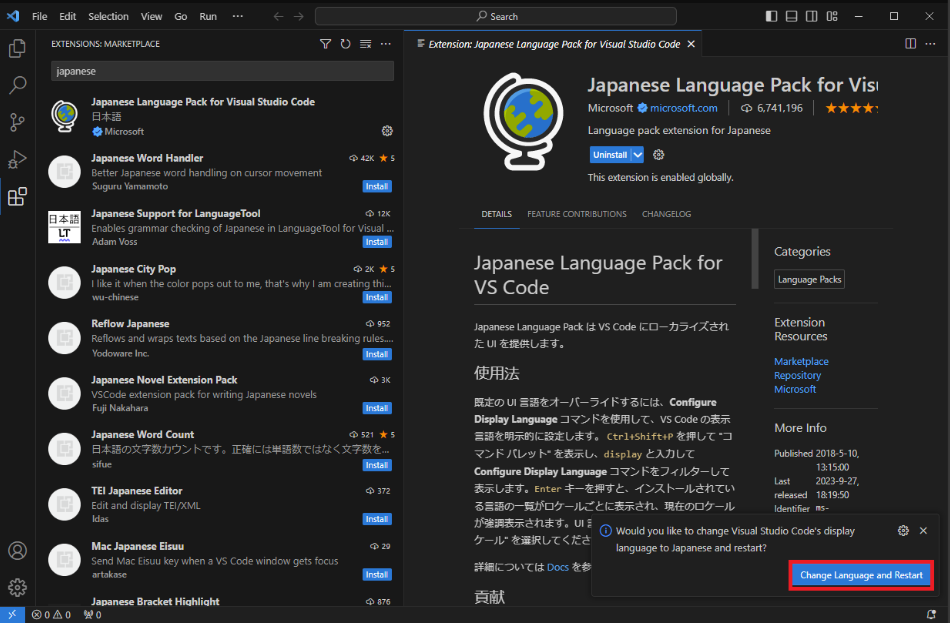 File Edit Selection View Go Run ··· Search
EXTENSIONS: MARKETPLACE
japanese
Japanese Language Pack for Visual Studio Code
日本語
Microsoft
Japanese Word Handler 42K 5
Better Japanese word handling on cursor movement
Suguru Yamamoto Install
日本語
LT
Japanese Support for LanguageTool 12K
Enables grammar checking of Japanese in LanguageTool for Visual ...
Adam Voss Install
Japanese City Pop 2K 5
I like it when the color pops out to me, that's why I am creating thi...
wu-chinese Install
Reflow Japanese 952
Reflows and wraps texts based on the Japanese line breaking rules....
Yodoware Inc. Install
Japanese Novel Extension Pack 3K
VSCode extension pack for writing Japanese novels
Fuji Nakahara Install
Japanese Word Count 521 5
日本語の文字数カウントです。正確には単語数ではなく文字数を...
sifue Install
TEI Japanese Editor 372
Edit and display TEI/XML
ldas Install
Mac Japanese Eisuu 29
Send Mac Eisuu key when a VS Code window gets focus
artakase Install
Japanese Bracket Highlight 876
Extension: Japanese Language Pack for Visual Studio Code
Japanese Language Pack for Visu
Microsoft microsoft.com 6,741,196
Language pack extension for Japanese
Uninstall
This extension is enabled globally.
DETAILS FEATURE CONTRIBUTIONS CHANGELOG
Japanese Language Pack for
VS Code
Japanese Language Pack は VS Code にローカライズされ
た UI を提供します。
使用法
既定の UI 言語をオーバーライドするには、Configure
Display Language コマンドを使用して、VS Code の表示
言語を明示的に設定します。Ctrl+Shift+P を押して "コ
マンド パレット" を表示し、display と入力して
Configure Display Language コマンドをフィルターして
表示します。Enter キーを押すと、インストールされてい
る言語の一覧がロケールごとに表示され、現在のロケール
が強調表示されます。UI
ケール" を選択してくださ
詳細については Docs を参
貢献
Categories
Language Packs
Extension
Resources
Marketplace
Repository
Microsoft
More Info
Published 2018-5-10,
13:15:00
Last 2023-9-27,
released 18:19:50
Identifier ms-
Would you like to change Visual Studio Code's display
language to Japanese and restart?
Change Language and Restart
0 0 0